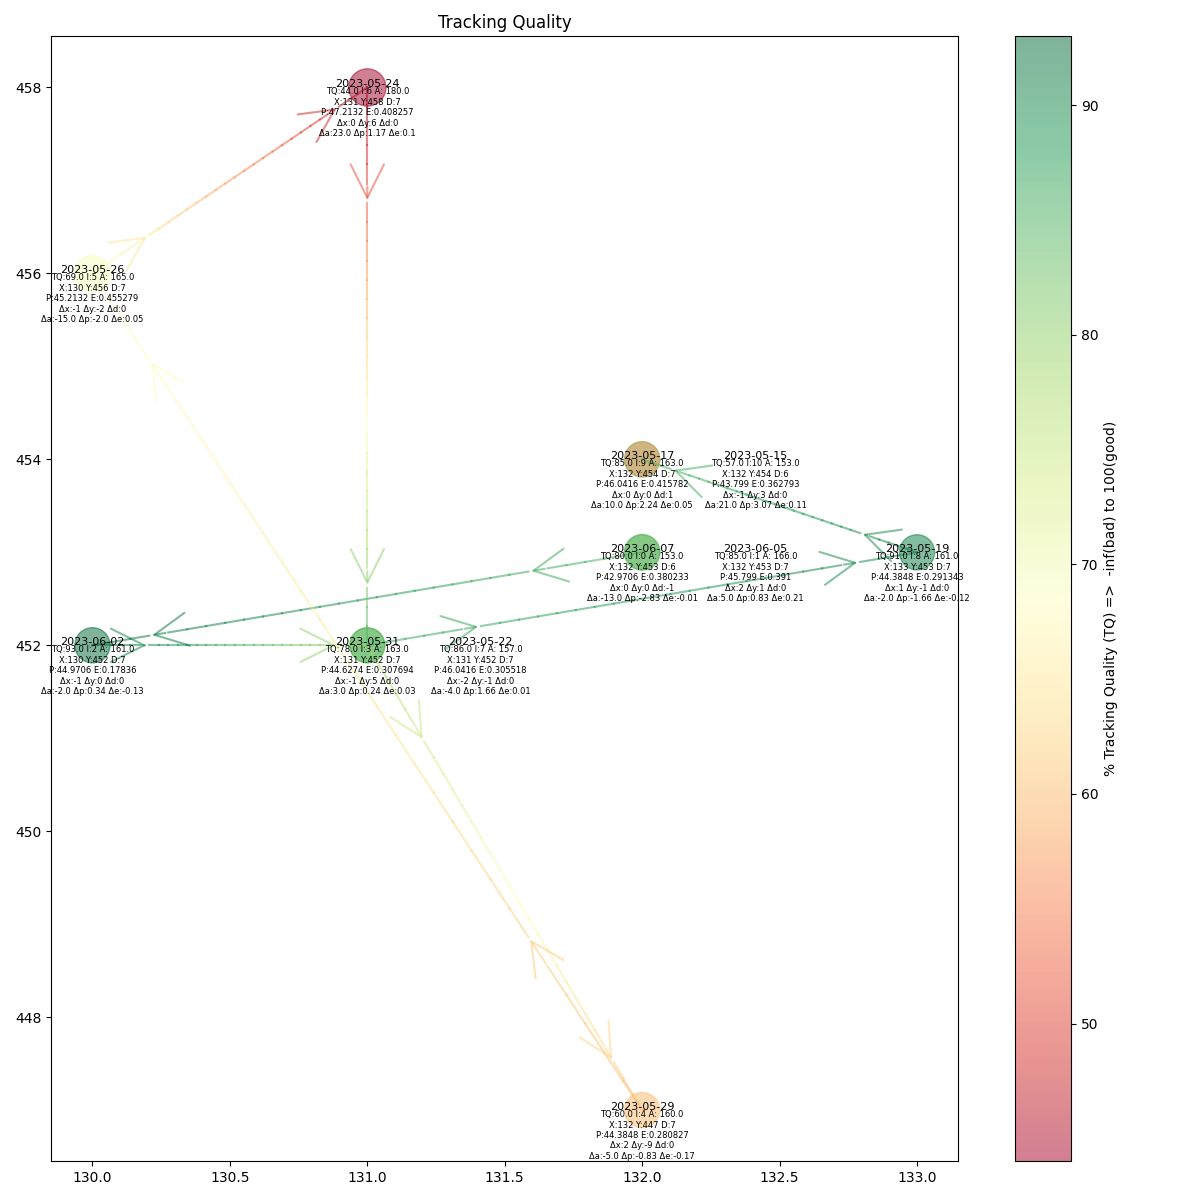 Tracking Quality
458
456
454
452
450
448
130.0
130.5
131.0
131.5
132.0
132.5
133.0
2023-05-24
TQ:44.0 I:6 A: 180.0
X:131 Y:458 D:7
P:47.2132 E:0.408257
Δx:0 Δy:6 Δd:0
Δa:23.0 Δp:1.17 Δe:0.1
2023-05-26
TQ:69.0 I:5 A: 165.0
X:130 Y:456 D:7
P:45.2132 E:0.455279
Δx:-1 Δy:-2 Δd:0
Δa:-15.0 Δp:-2.0 Δe:0.05
2023-05-17
TQ:85.0 I:9 A: 163.0
X:132 Y:454 D:7
P:46.0416 E:0.415782
Δx:0 Δy:0 Δd:1
Δa:10.0 Δp:2.24 Δe:0.05
2023-05-15
TQ:57.0 I:10 A: 153.0
X:132 Y:454 D:6
P:43.799 E:0.362793
Δx:-1 Δy:3 Δd:0
Δa:21.0 Δp:3.07 Δe:0.11
2023-06-07
TQ:80.0 I:0 A: 153.0
X:132 Y:453 D:6
P:42.9706 E:0.380233
Δx:0 Δy:0 Δd:-1
Δa:-13.0 Δp:-2.83 Δe:-0.01
2023-06-05
TQ:85.0 I:1 A: 166.0
X:132 Y:453 D:7
P:45.799 E:0.391
Δx:2 Δy:1 Δd:0
Δa:5.0 Δp:0.83 Δe:0.21
2023-05-19
TQ:91.0 I:8 A: 161.0
X:133 Y:453 D:7
P:44.3848 E:0.291343
Δx:1 Δy:-1 Δd:0
Δa:-2.0 Δp:-1.66 Δe:-0.12
2023-06-02
TQ:93.0 I:2 A: 161.0
X:130 Y:452 D:7
P:44.9706 E:0.17836
Δx:-1 Δy:0 Δd:0
Δa:-2.0 Δp:0.34 Δe:-0.13
2023-05-31
TQ:78.0 I:3 A: 163.0
X:131 Y:452 D:7
P:44.6274 E:0.307694
Δx:-1 Δy:5 Δd:0
Δa:3.0 Δp:0.24 Δe:0.03
2023-05-22
TQ:86.0 I:7 A: 157.0
X:131 Y:452 D:7
P:46.0416 E:0.305518
Δx:-2 Δy:-1 Δd:0
Δa:-4.0 Δp:1.66 Δe:0.01
2023-05-29
TQ:60.0 I:4 A: 160.0
X:132 Y:447 D:7
P:44.3848 E:0.280827
Δx:2 Δy:-9 Δd:0
Δa:-5.0 Δp:-0.83 Δe:-0.17
90
80
70
60
50
% Tracking Quality (TQ) => -inf(bad) to 100(good)